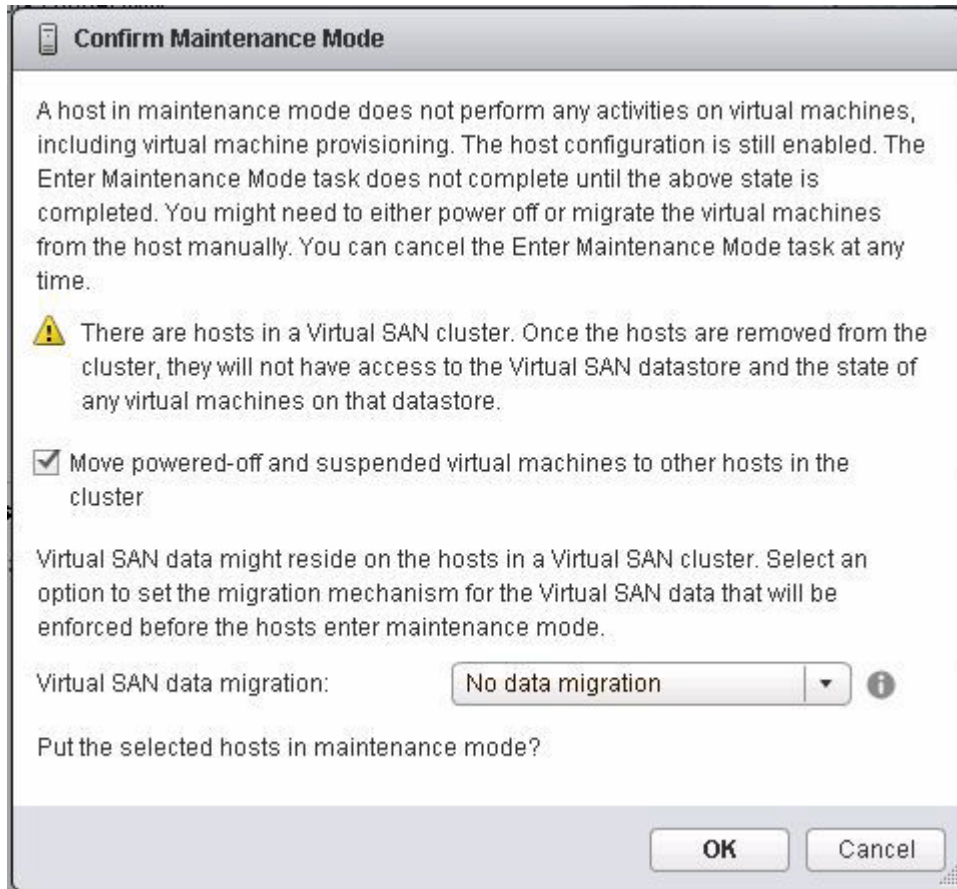 Confirm Maintenance Mode
A host in maintenance mode does not perform any activities on virtual machines,
including virtual machine provisioning. The host configuration is still enabled. The
Enter Maintenance Mode task does not complete until the above state is
completed. You might need to either power off or migrate the virtual machines
from the host manually. You can cancel the Enter Maintenance Mode task at any
time.
There are hosts in a Virtual SAN cluster. Once the hosts are removed from the
cluster, they will not have access to the Virtual SAN datastore and the state of
any virtual machines on that datastore.
Move powered-off and suspended virtual machines to other hosts in the
cluster
Virtual SAN data might reside on the hosts in a Virtual SAN cluster. Select an
option to set the migration mechanism for the Virtual SAN data that will be
enforced before the hosts enter maintenance mode.
Virtual SAN data migration: No data migration
Put the selected hosts in maintenance mode?
OK Cancel